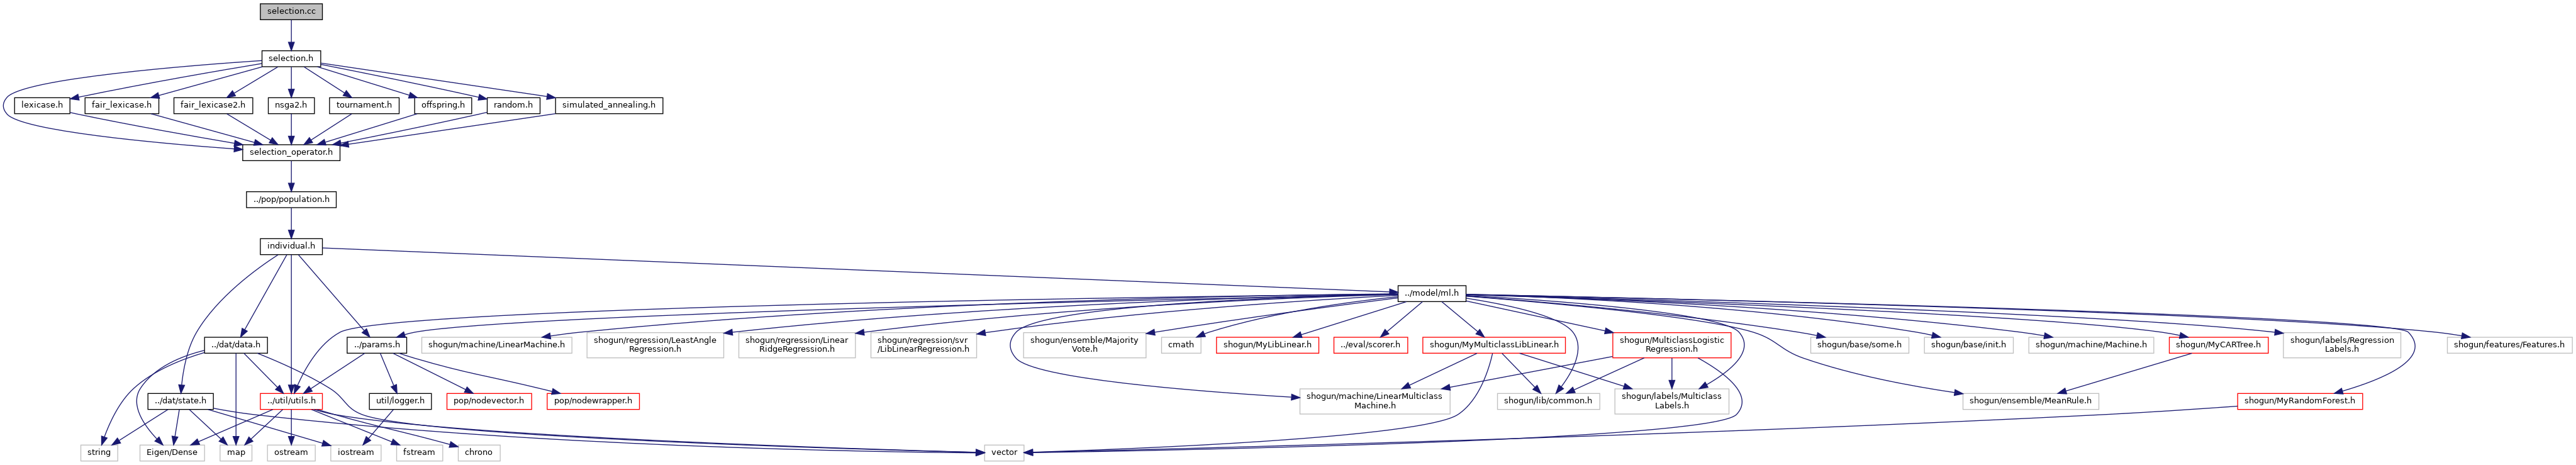 selection.cc
selection.h
lexicase.h
fair_lexicase.h
fair_lexicase2.h
nsga2.h
tournament.h
offspring.h
random.h
simulated_annealing.h
selection_operator.h
../pop/population.h
individual.h
../model/ml.h
../dat/data.h
../params.h
shogun/machine/LinearMachine.h
shogun/regression/LeastAngle
Regression.h
shogun/regression/Linear
RidgeRegression.h
shogun/regression/svr
/LibLinearRegression.h
shogun/ensemble/Majority
Vote.h
cmath
shogun/MyLibLinear.h
../eval/scorer.h
shogun/MyMulticlassLibLinear.h
shogun/MulticlassLogistic
Regression.h
shogun/base/some.h
shogun/base/init.h
shogun/machine/Machine.h
shogun/MyCARTree.h
shogun/labels/Regression
Labels.h
shogun/features/Features.h
../dat/state.h
../util/utils.h
util/logger.h
pop/nodevector.h
pop/nodewrapper.h
shogun/machine/LinearMulticlass
Machine.h
shogun/lib/common.h
shogun/labels/Multiclass
Labels.h
shogun/ensemble/MeanRule.h
shogun/MyRandomForest.h
string
Eigen/Dense
map
ostream
iostream
fstream
chrono
vector